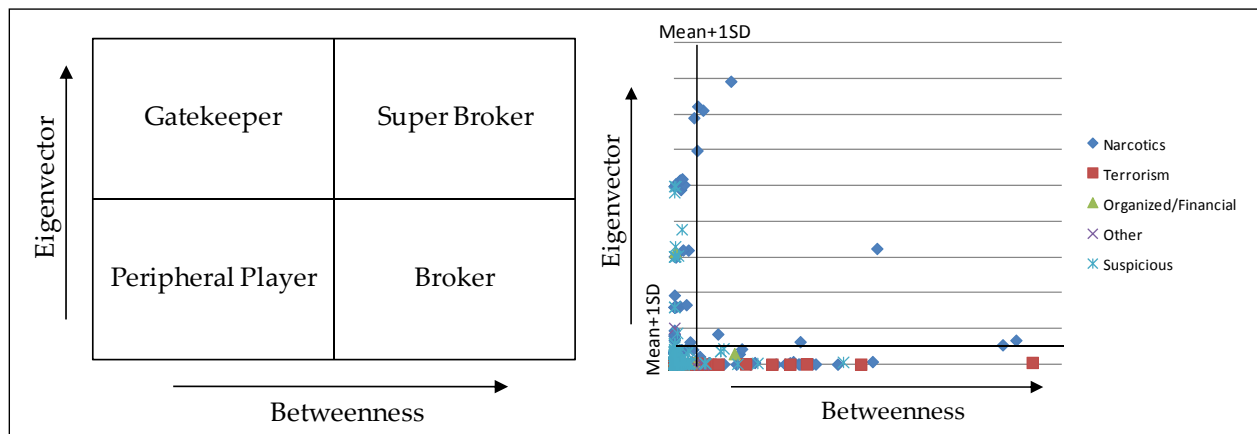 Eigenvector
Gatekeeper
Super Broker
Peripheral Player
Broker
Betweenness
Mean+1SD
Eigenvector
Mean+1SD
Betweenness
Narcotics
Terrorism
Organized/Financial
Other
Suspicious